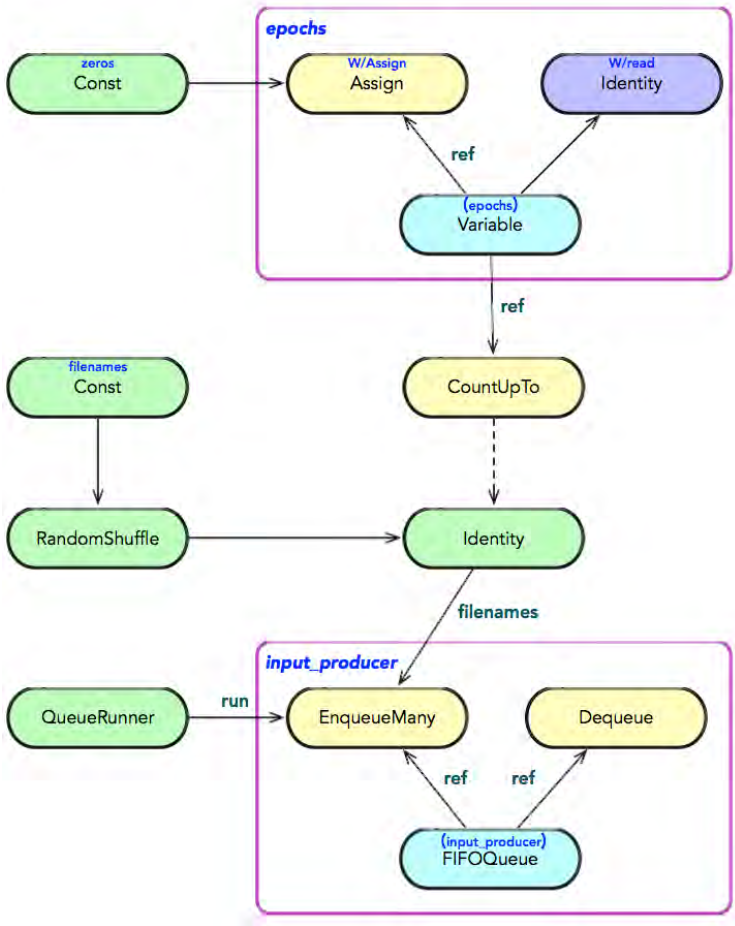 epochs
zeros
Const
W/Assign
Assign
W/read
Identity
ref
(epochs)
Variable
ref
filenames
Const
CountUpTo
RandomShuffle
Identity
filenames
input_producer
QueueRunner
run
EnqueueMany
Dequeue
ref
ref
(input_producer)
FIFOQueue